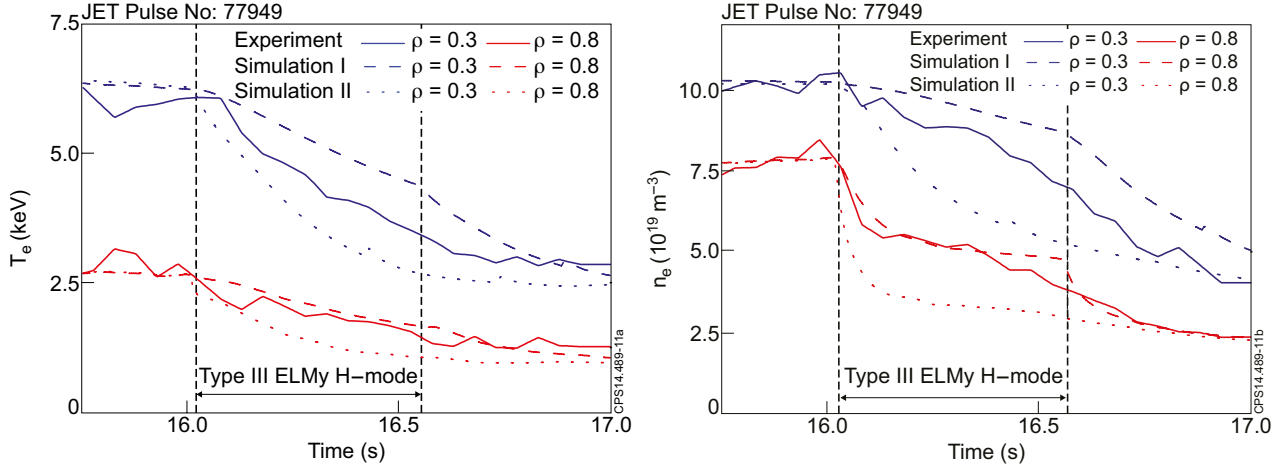 JET Pulse No: 77949
7.5
5.0
2.5
0
T_e (keV)
Experiment ρ = 0.3 ρ = 0.8
Simulation I ρ = 0.3 ρ = 0.8
Simulation II ρ = 0.3 ρ = 0.8
Type III ELMy H−mode
16.0 16.5 17.0
Time (s)
CPS14.489-11a
JET Pulse No: 77949
10.0
7.5
5.0
2.5
0
n_e (10^19 m^−3)
Experiment ρ = 0.3 ρ = 0.8
Simulation I ρ = 0.3 ρ = 0.8
Simulation II ρ = 0.3 ρ = 0.8
Type III ELMy H−mode
16.0 16.5 17.0
Time (s)
CPS14.489-11b